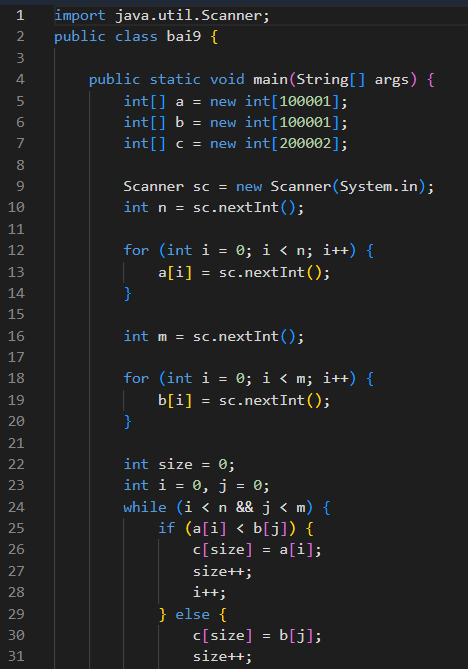 1 import java.util.Scanner;
2 public class bai9 {
3
4 public static void main(String[] args) {
5 int[] a = new int[100001];
6 int[] b = new int[100001];
7 int[] c = new int[200002];
8
9 Scanner sc = new Scanner(System.in);
10 int n = sc.nextInt();
11
12 for (int i = 0; i < n; i++) {
13 a[i] = sc.nextInt();
14 }
15
16 int m = sc.nextInt();
17
18 for (int i = 0; i < m; i++) {
19 b[i] = sc.nextInt();
20 }
21
22 int size = 0;
23 int i = 0, j = 0;
24 while (i < n && j < m) {
25 if (a[i] < b[j]) {
26 c[size] = a[i];
27 size++;
28 i++;
29 } else {
30 c[size] = b[j];
31 size++;